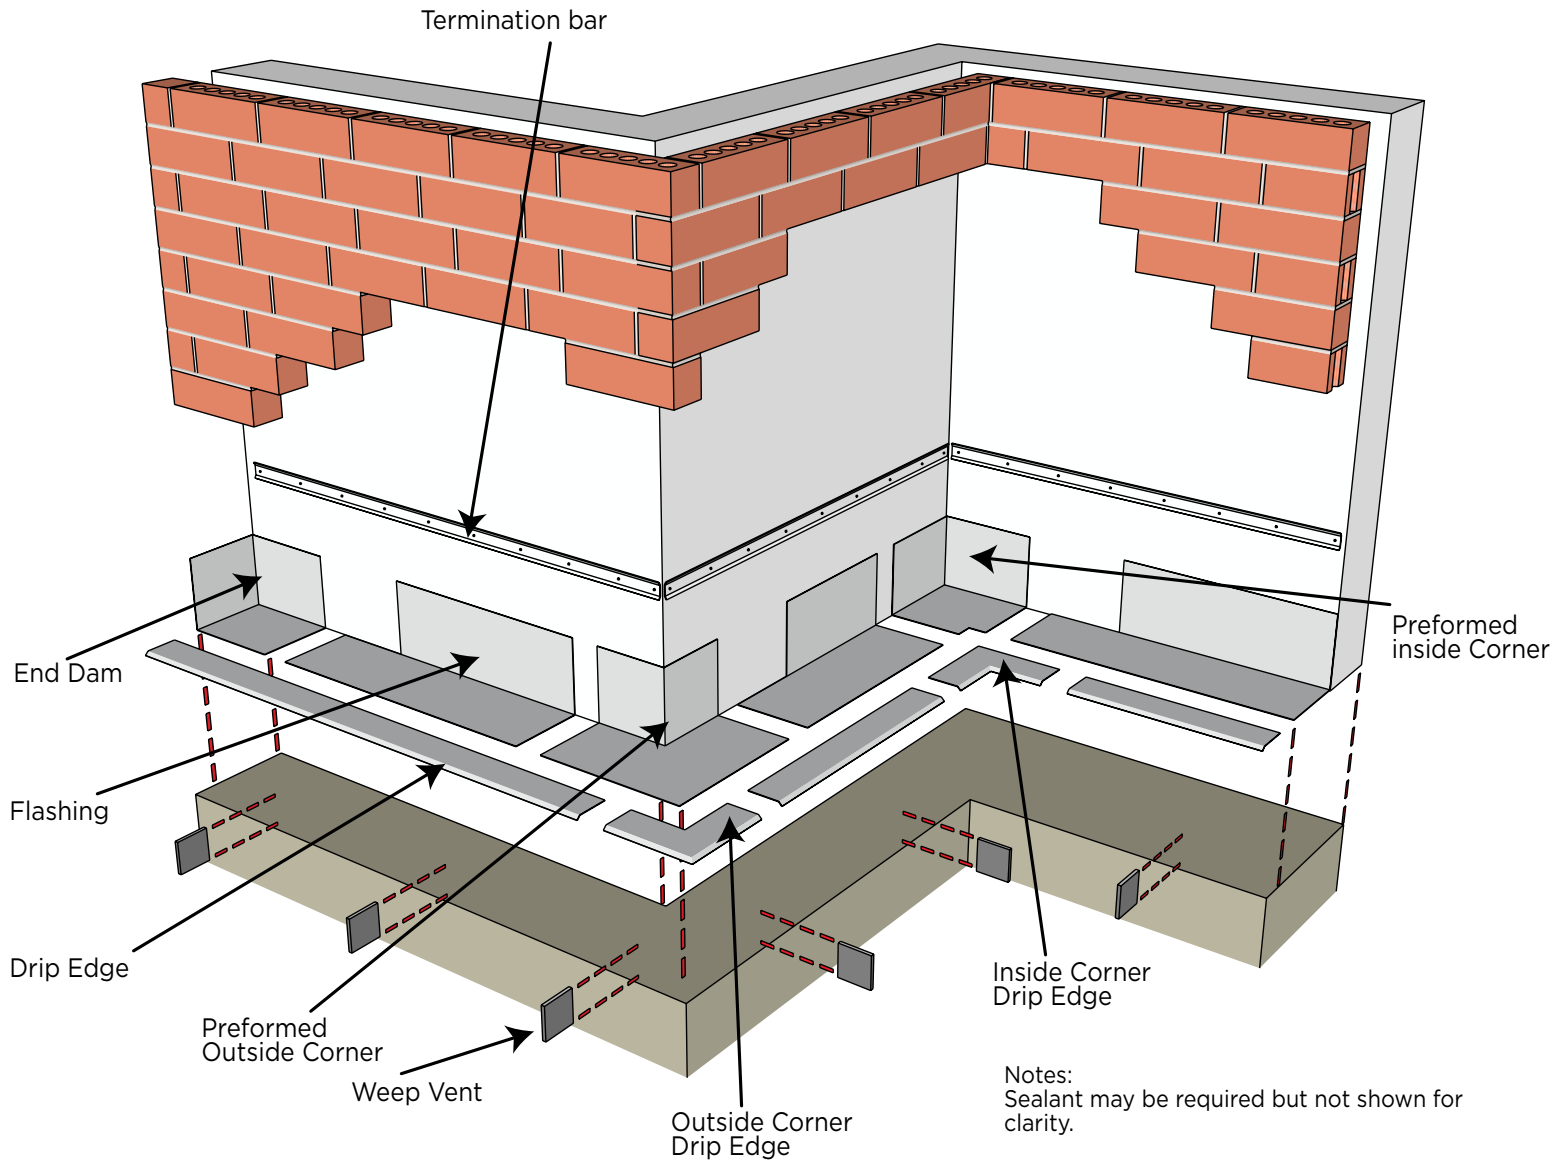 Termination bar
Preformed
inside Corner
End Dam
Flashing
Drip Edge
Preformed
Outside Corner
Weep Vent
Inside Corner
Drip Edge
Outside Corner
Drip Edge
Notes:
Sealant may be required but not shown for
clarity.